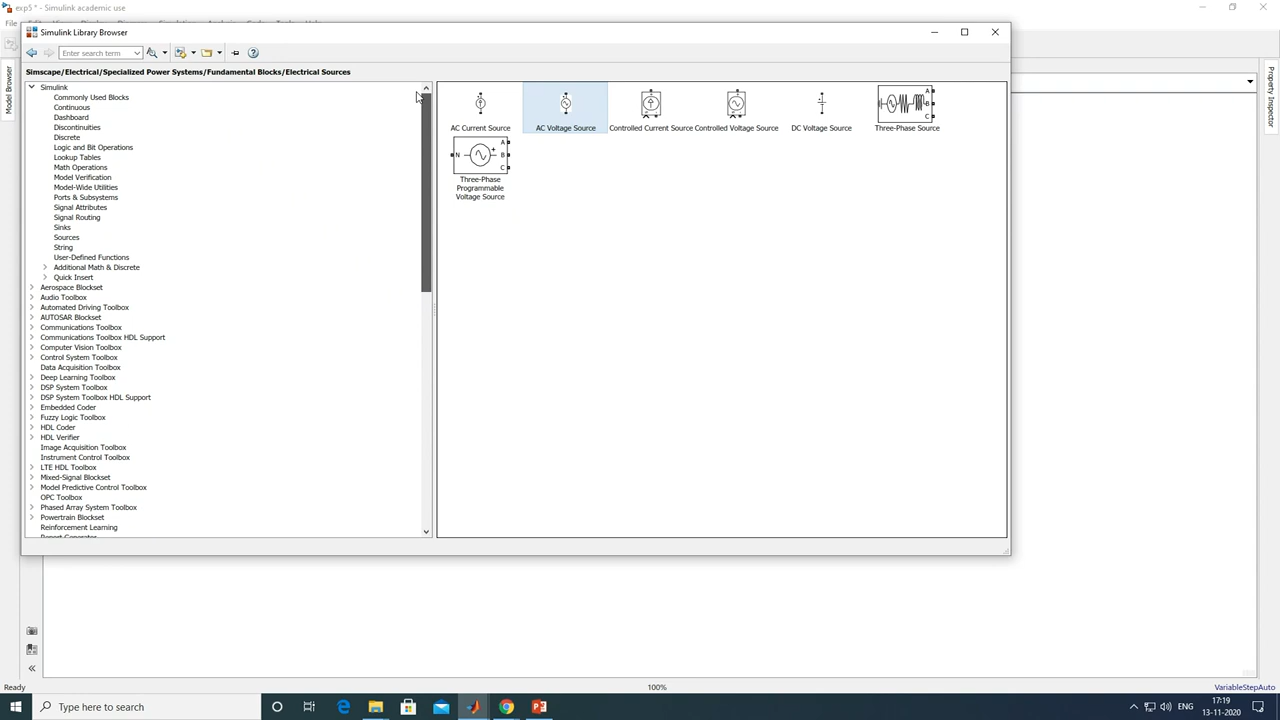 exp5 * - Simulink academic use
File
Simulink Library Browser
Enter search term
Simscape/Electrical/Specialized Power Systems/Fundamental Blocks/Electrical Sources
Simulink
Commonly Used Blocks
Continuous
Dashboard
Discontinuities
Discrete
Logic and Bit Operations
Lookup Tables
Math Operations
Model Verification
Model-Wide Utilities
Ports & Subsystems
Signal Attributes
Signal Routing
Sinks
Sources
String
User-Defined Functions
Additional Math & Discrete
Quick Insert
Aerospace Blockset
Audio Toolbox
Automated Driving Toolbox
AUTOSAR Blockset
Communications Toolbox
Communications Toolbox HDL Support
Computer Vision Toolbox
Control System Toolbox
Data Acquisition Toolbox
Deep Learning Toolbox
DSP System Toolbox
DSP System Toolbox HDL Support
Embedded Coder
Fuzzy Logic Toolbox
HDL Coder
HDL Verifier
Image Acquisition Toolbox
Instrument Control Toolbox
LTE HDL Toolbox
Mixed-Signal Blockset
Model Predictive Control Toolbox
OPC Toolbox
Phased Array System Toolbox
Powertrain Blockset
Reinforcement Learning
Report Generator
AC Current Source
AC Voltage Source
Controlled Current Source
Controlled Voltage Source
DC Voltage Source
A
B
C
Three-Phase Source
N
A
B
C
Three-Phase
Programmable
Voltage Source
Model Browser
Property Inspector
Ready
100%
VariableStepAuto
Type here to search
ENG
17:19
13-11-2020